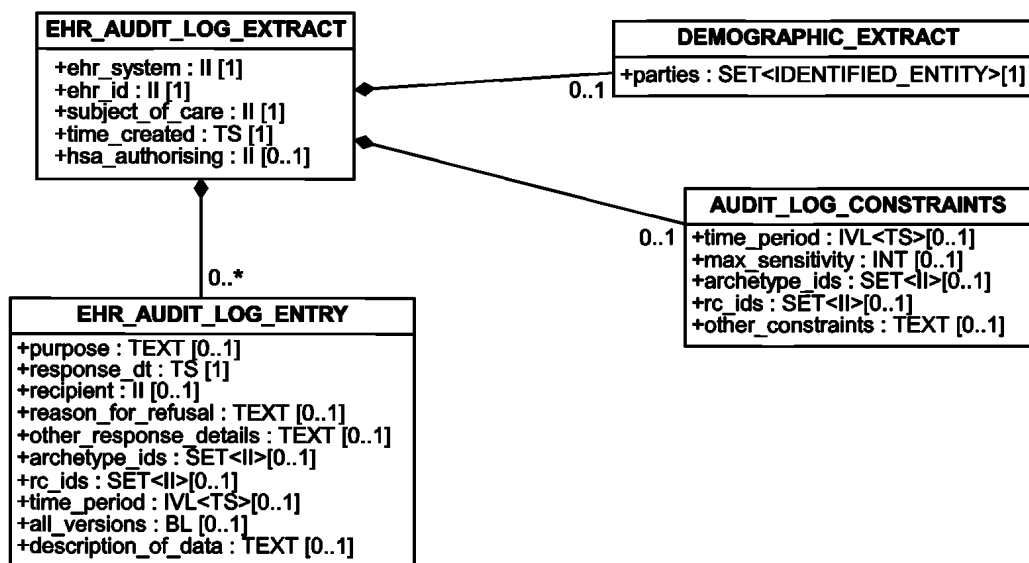 EHR_AUDIT_LOG_EXTRACT
+ehr_system : II [1]
+ehr_id : II [1]
+subject_of_care : II [1]
+time_created : TS [1]
+hsa_authorising : II [0..1]
DEMOGRAPHIC_EXTRACT
+parties : SET<IDENTIFIED_ENTITY>[1]
0..1
AUDIT_LOG_CONSTRAINTS
+time_period : IVL<TS>[0..1]
+max_sensitivity : INT [0..1]
+archetype_ids : SET<II>[0..1]
+rc_ids : SET<II>[0..1]
+other_constraints : TEXT [0..1]
0..1
0..*
EHR_AUDIT_LOG_ENTRY
+purpose : TEXT [0..1]
+response_dt : TS [1]
+recipient : II [0..1]
+reason_for_refusal : TEXT [0..1]
+other_response_details : TEXT [0..1]
+archetype_ids : SET<II>[0..1]
+rc_ids : SET<II>[0..1]
+time_period : IVL<TS>[0..1]
+all_versions : BL [0..1]
+description_of_data : TEXT [0..1]